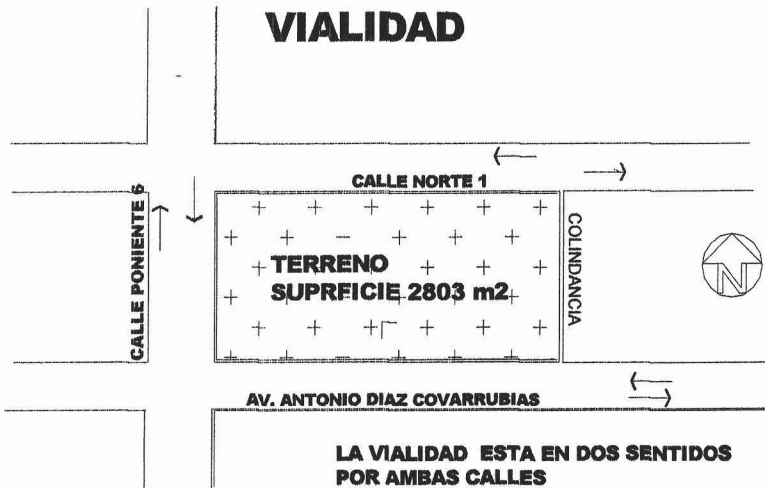 VIALIDAD
CALLE NORTE 1
CALLE PONIENTE 6
TERRENO
SUPRFICIE 2803 m2
COLINDANCIA
N
AV. ANTONIO DIAZ COVARRUBIAS
LA VIALIDAD ESTA EN DOS SENTIDOS
POR AMBAS CALLES